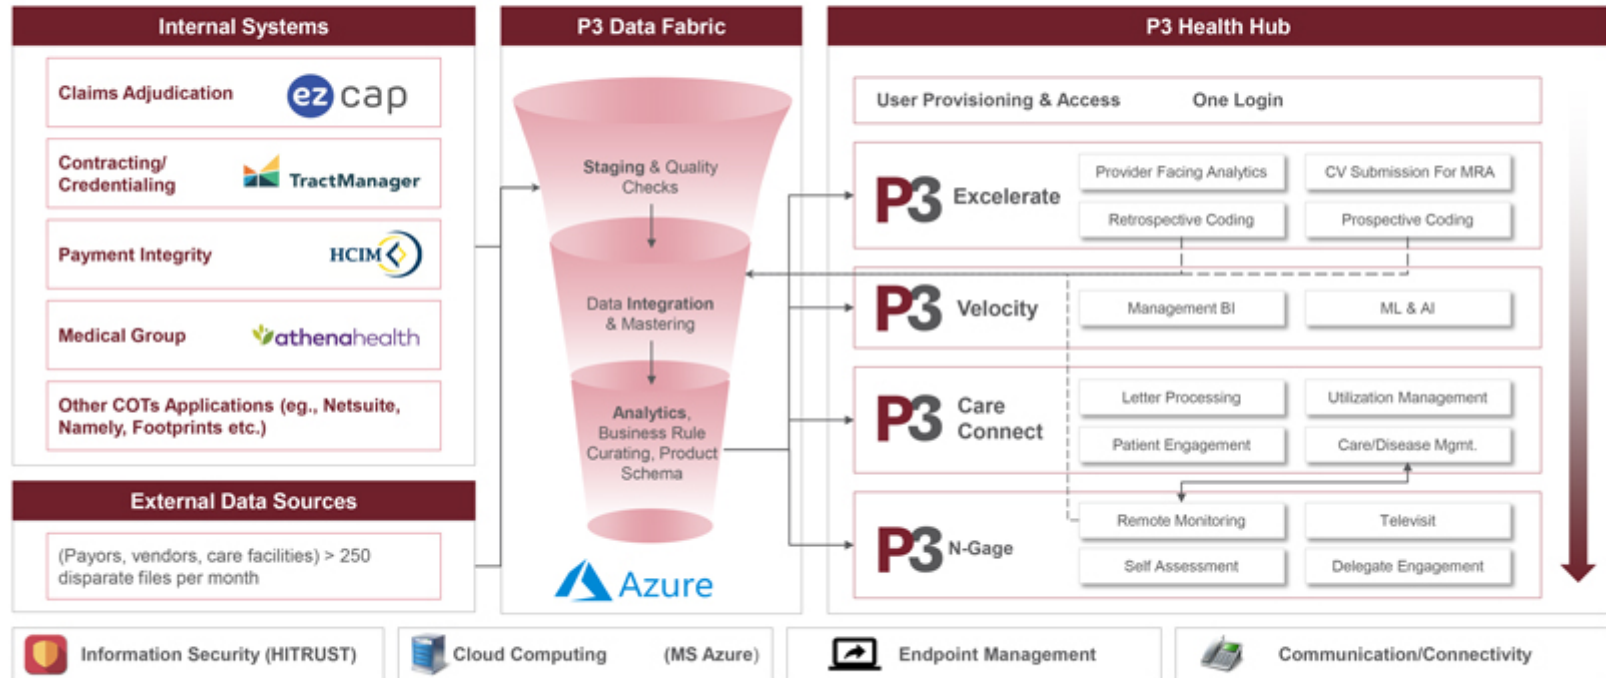 Internal Systems
Claims Adjudication
ez cap
Contracting/
Credentialing
TractManager
Payment Integrity
HCIM
Medical Group
athenahealth
Other COTs Applications (eg., Netsuite,
Namely, Footprints etc.)
External Data Sources
(Payors, vendors, care facilities) > 250
disparate files per month
P3 Data Fabric
Staging & Quality
Checks
Data Integration
& Mastering
Analytics,
Business Rule
Curating, Product
Schema
Azure
P3 Health Hub
User Provisioning & Access
One Login
P3 Excelerate
Provider Facing Analytics
CV Submission For MRA
Retrospective Coding
Prospective Coding
P3 Velocity
Management BI
ML & AI
P3 Care
Connect
Letter Processing
Utilization Management
Patient Engagement
Care/Disease Mgmt.
P3 N-Gage
Remote Monitoring
Televisit
Self Assessment
Delegate Engagement
Information Security (HITRUST)
Cloud Computing (MS Azure)
Endpoint Management
Communication/Connectivity